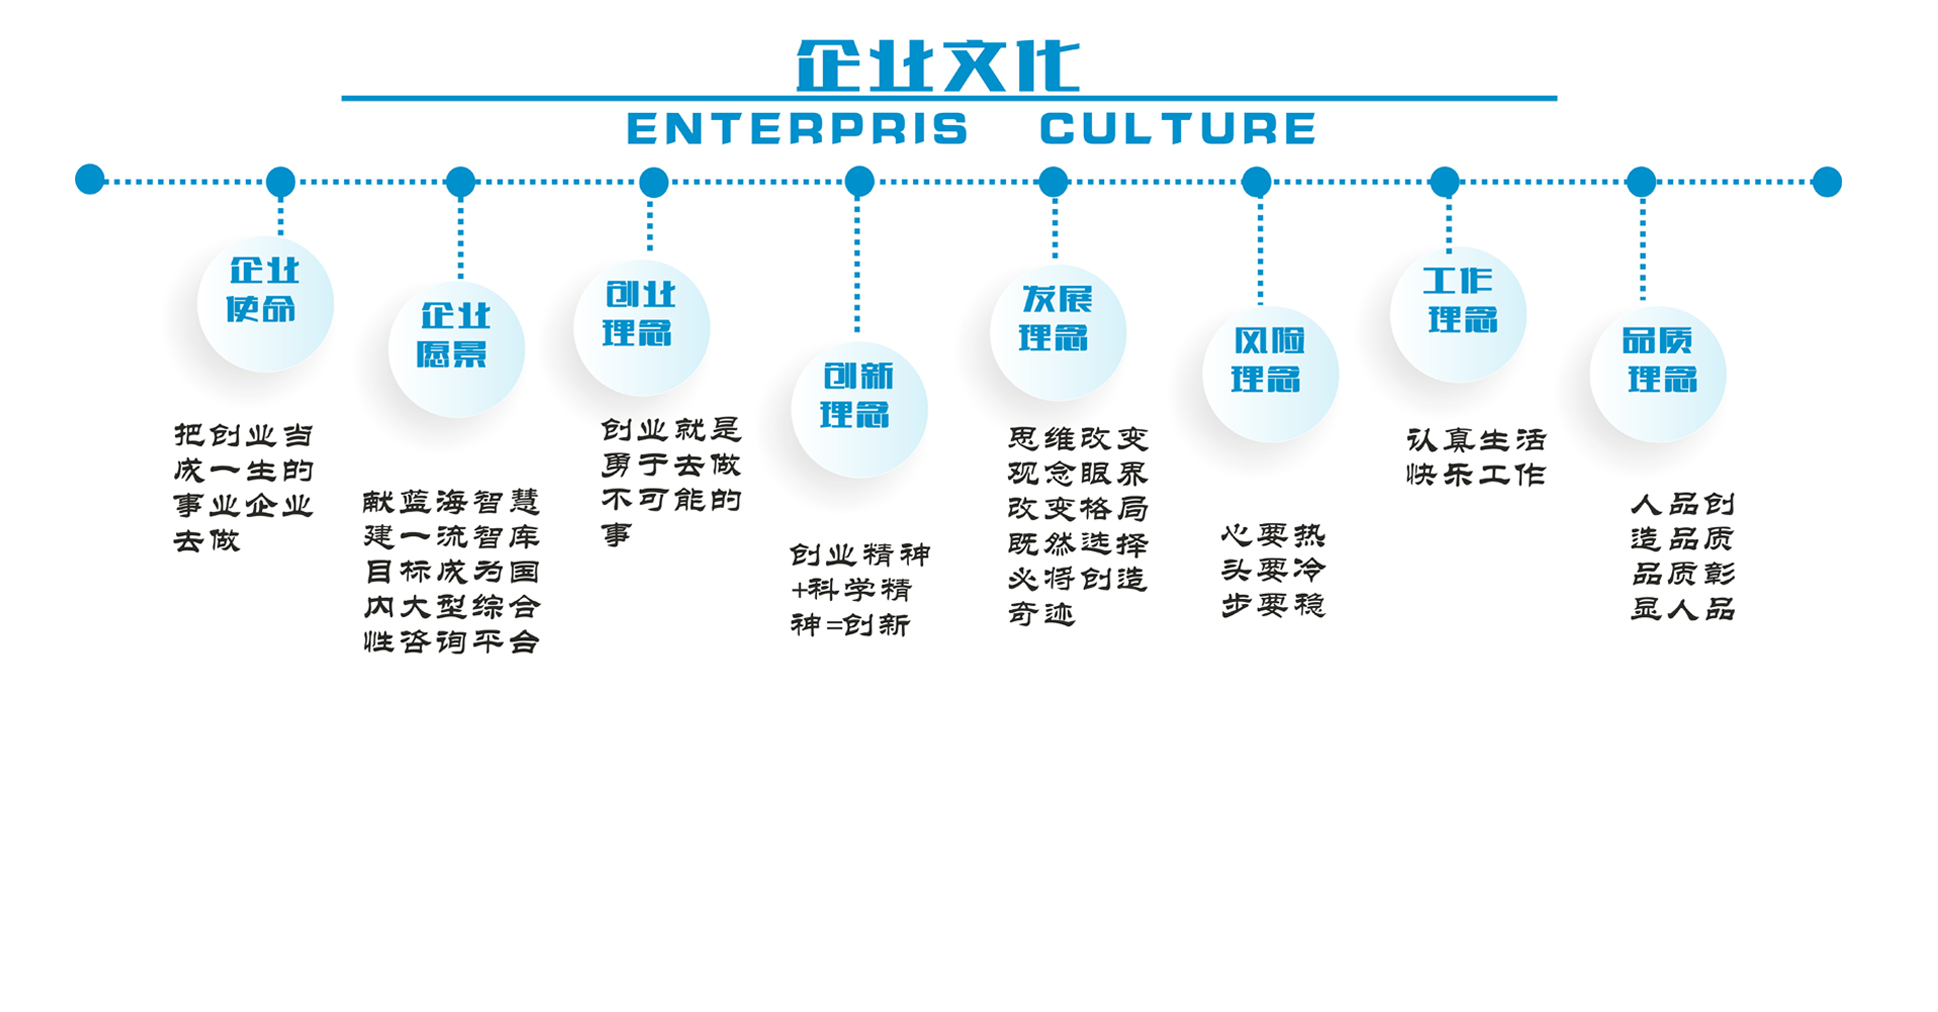 企业文化
ENTERPRIS CULTURE
企业
使命
把创业当
成一生的
事业企业
去做
企业
愿景
献蓝海智慧
建一流智库
目标成为国
内大型综合
性咨询平台
创业
理念
创业就是
勇于去做
不可能的
事
创新
理念
创业精神
+科学精
神=创新
发展
理念
思维改变
观念眼界
改变格局
既然选择
必将创造
奇迹
风险
理念
心要热
头要冷
步要稳
工作
理念
认真生活
快乐工作
品质
理念
人品创
造品质
品质彰
显人品